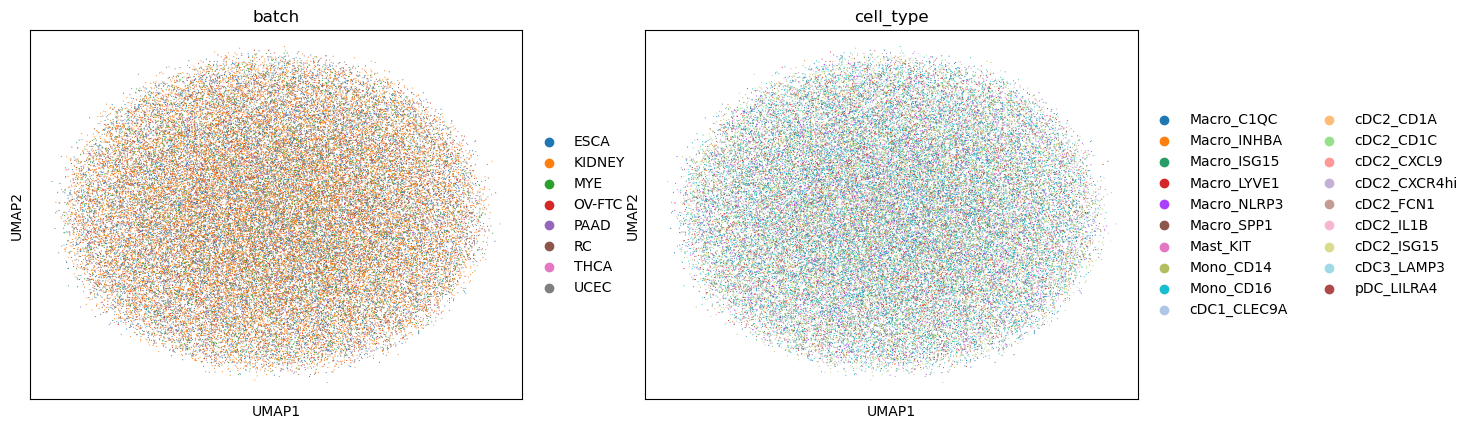 batch
UMAP2
UMAP1
ESCA
KIDNEY
MYE
OV-FTC
PAAD
RC
THCA
UCEC
cell_type
UMAP2
UMAP1
Macro_C1QC
Macro_INHBA
Macro_ISG15
Macro_LYVE1
Macro_NLRP3
Macro_SPP1
Mast_KIT
Mono_CD14
Mono_CD16
cDC1_CLEC9A
cDC2_CD1A
cDC2_CD1C
cDC2_CXCL9
cDC2_CXCR4hi
cDC2_FCN1
cDC2_IL1B
cDC2_ISG15
cDC3_LAMP3
pDC_LILRA4